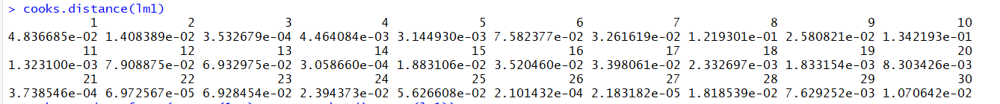 > cooks.distance(lm1)
1 2 3 4 5 6 7 8 9 10
4.836685e-02 1.408389e-02 3.532679e-04 4.464084e-03 3.144930e-03 7.582377e-02 3.261619e-02 1.219301e-01 2.580821e-02 1.342193e-01
11 12 13 14 15 16 17 18 19 20
1.323100e-03 7.908875e-02 6.932975e-02 3.058660e-04 1.883106e-02 3.520460e-02 3.398061e-02 2.332697e-03 1.833154e-03 8.303426e-03
21 22 23 24 25 26 27 28 29 30
3.738546e-04 6.972567e-05 6.928454e-02 2.394373e-02 5.626608e-02 2.101432e-04 2.183182e-05 1.818539e-02 7.629252e-03 1.070642e-02